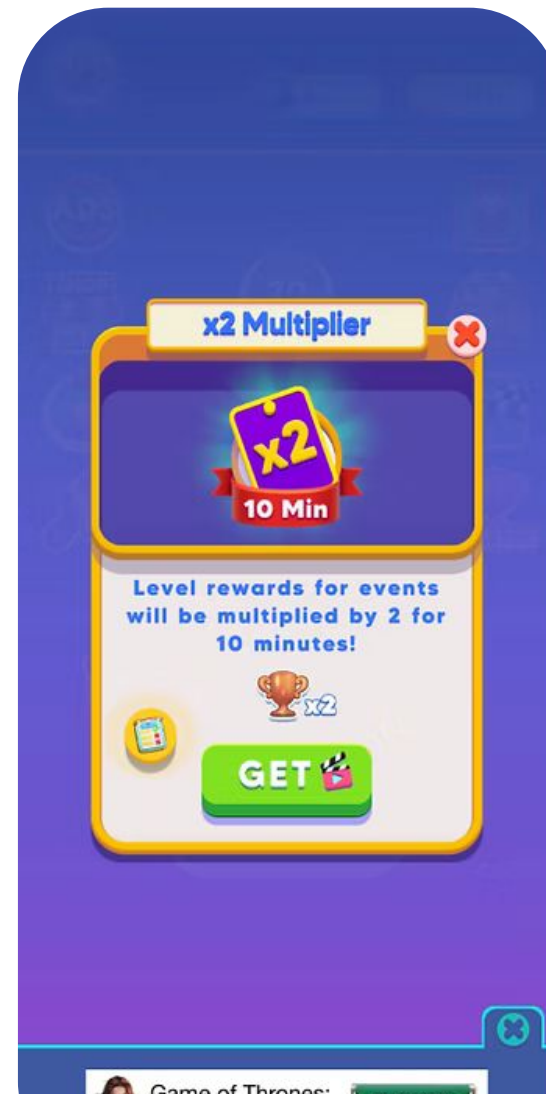 x2 Multiplier
x2
10 Min
Level rewards for events
will be multiplied by 2 for
10 minutes!
x2
GET
Game of Thrones: